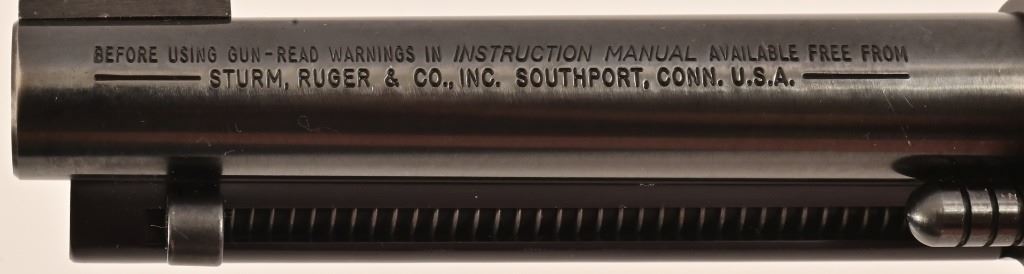 BEFORE USING GUN-READ WARNINGS IN INSTRUCTION MANUAL AVAILABLE FREE FROM
STURM, RUGER & CO., INC. SOUTHPORT, CONN. U.S.A.